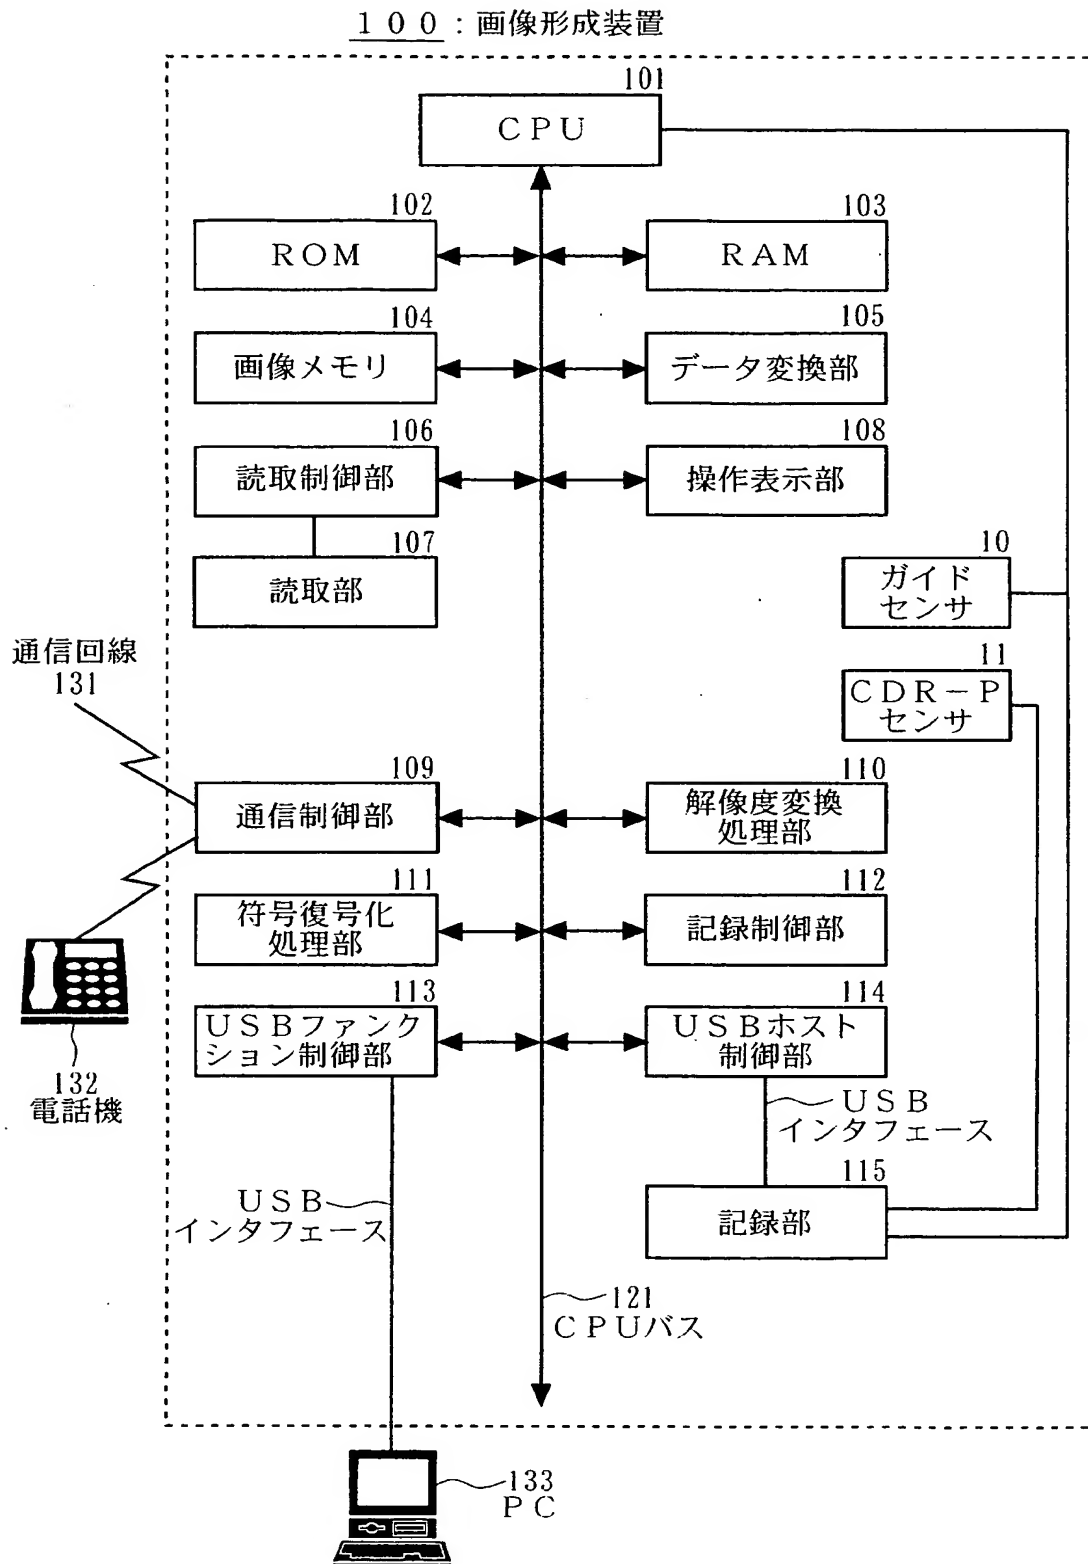 １００：画像形成装置
101
ＣＰＵ
102
ＲＯＭ
103
ＲＡＭ
104
画像メモリ
105
データ変換部
106
読取制御部
108
操作表示部
107
読取部
10
ガイド
センサ
通信回線
131
11
ＣＤＲ－Ｐ
センサ
109
通信制御部
110
解像度変換
処理部
111
符号復号化
処理部
112
記録制御部
113
ＵＳＢファンク
ション制御部
114
ＵＳＢホスト
制御部
132
電話機
ＵＳＢ
インタフェース
115
記録部
ＵＳＢ
インタフェース
121
ＣＰＵバス
133
ＰＣ